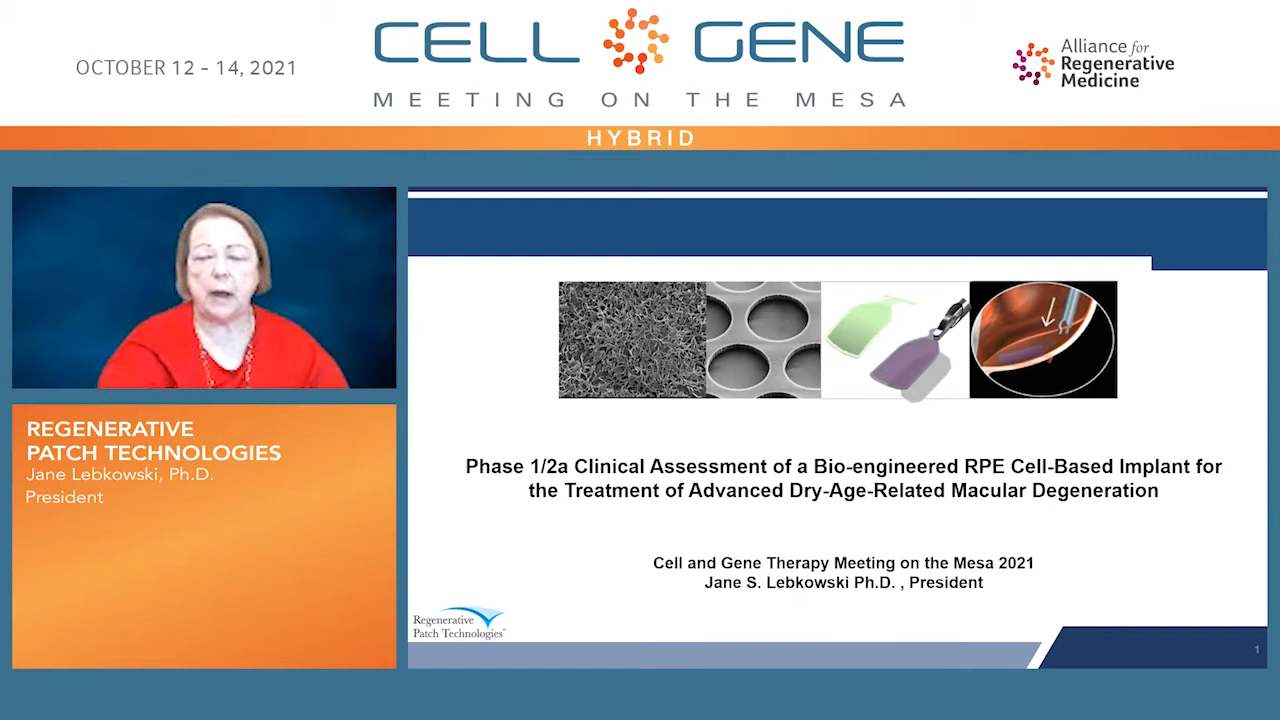 OCTOBER 12 - 14, 2021
CELL GENE
MEETING ON THE MESA
Alliance for
Regenerative
Medicine
HYBRID
REGENERATIVE
PATCH TECHNOLOGIES
Jane Lebkowski, Ph.D.
President
Phase 1/2a Clinical Assessment of a Bio-engineered RPE Cell-Based Implant for
the Treatment of Advanced Dry-Age-Related Macular Degeneration
Cell and Gene Therapy Meeting on the Mesa 2021
Jane S. Lebkowski Ph.D. , President
Regenerative
Patch Technologies™
1